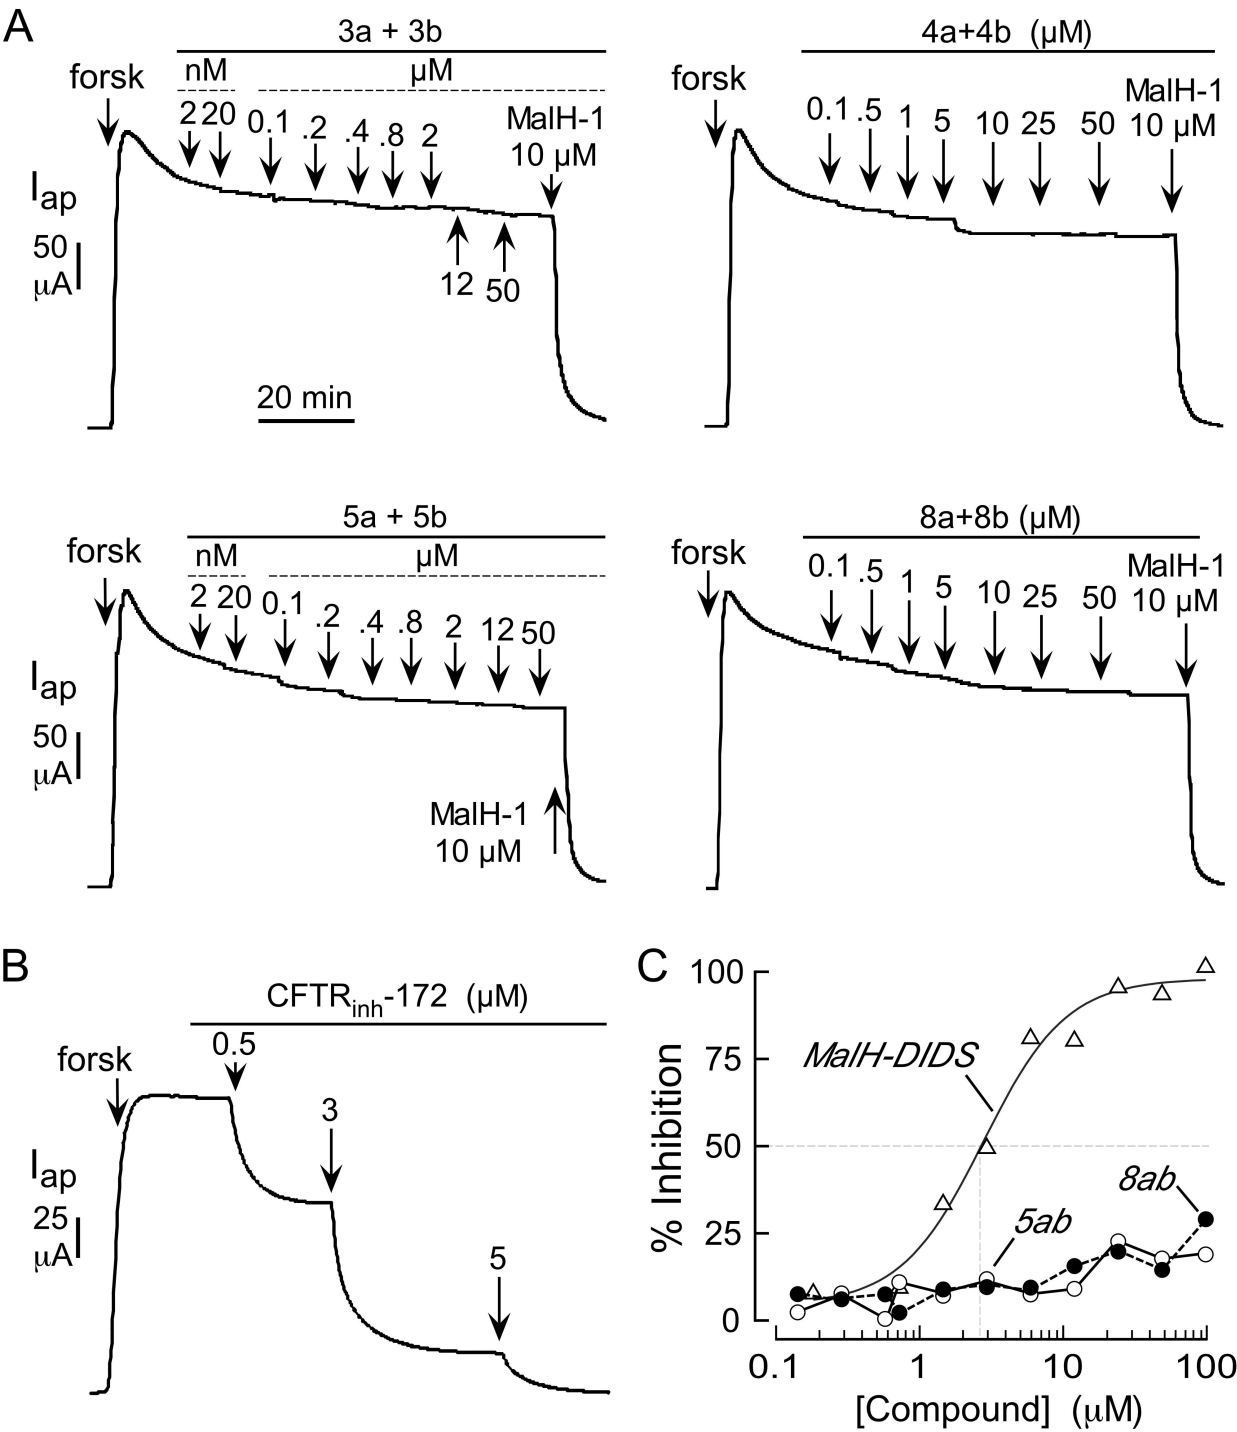 A
3a + 3b
nM
µM
forsk
2 20 0.1 .2 .4 .8 2
MalH-1
10 µM
12 50
Iap
50
µA
20 min
4a+4b (µM)
forsk
0.1 .5 1 5 10 25 50
MalH-1
10 µM
5a + 5b
nM
µM
forsk
2 20 0.1 .2 .4 .8 2 12 50
Iap
50
µA
MalH-1
10 µM
8a+8b (µM)
forsk
0.1 .5 1 5 10 25 50
MalH-1
10 µM
B
CFTRinh-172 (µM)
forsk
0.5
3
5
Iap
25
µA
C
% Inhibition
100
75
50
25
0
MalH-DIDS
5ab
8ab
0.1 1 10 100
[Compound] (µM)